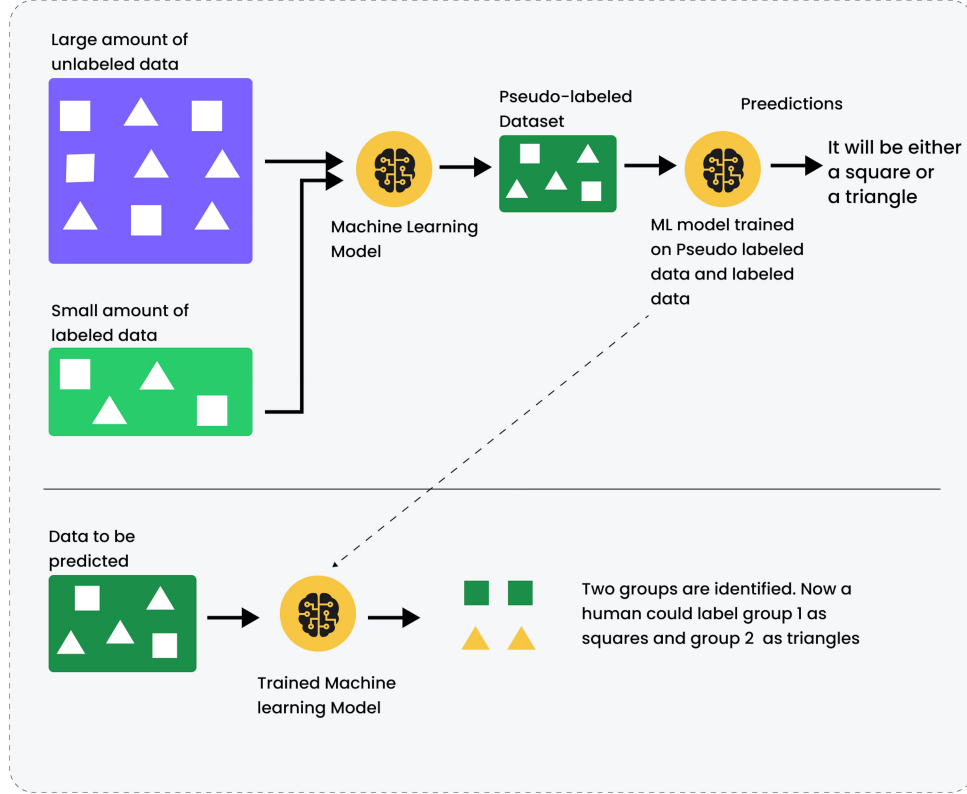 Large amount of
unlabeled data
Pseudo-labeled
Dataset
Preedictions
It will be either
a square or
a triangle
Machine Learning
Model
ML model trained
on Pseudo labeled
data and labeled
data
Small amount of
labeled data
Data to be
predicted
Two groups are identified. Now a
human could label group 1 as
squares and group 2  as triangles
Trained Machine
learning Model